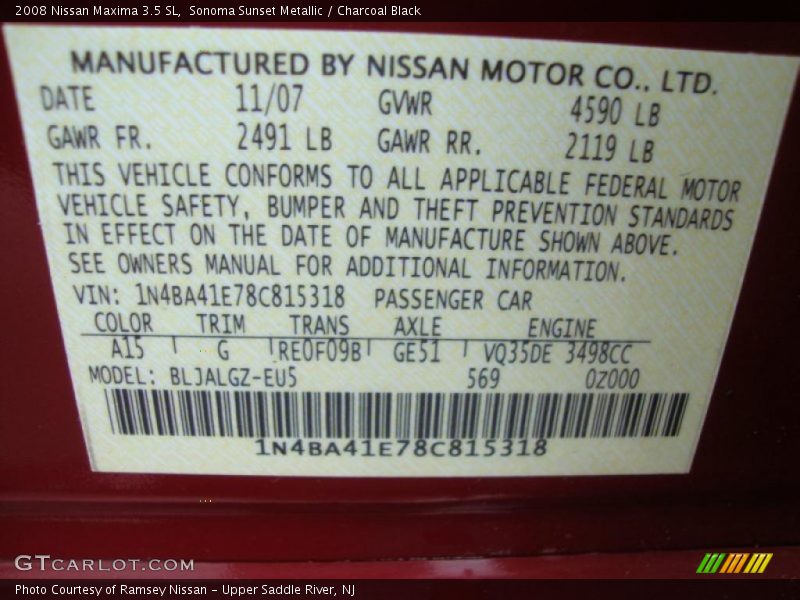 2008 Nissan Maxima 3.5 SL,  Sonoma Sunset Metallic / Charcoal Black
MANUFACTURED BY NISSAN MOTOR CO., LTD.
DATE 11/07 GVWR 4590 LB
GAWR FR. 2491 LB GAWR RR. 2119 LB
THIS VEHICLE CONFORMS TO ALL APPLICABLE FEDERAL MOTOR
VEHICLE SAFETY, BUMPER AND THEFT PREVENTION STANDARDS
IN EFFECT ON THE DATE OF MANUFACTURE SHOWN ABOVE.
SEE OWNERS MANUAL FOR ADDITIONAL INFORMATION.
VIN: 1N4BA41E78C815318 PASSENGER CAR
COLOR TRIM TRANS AXLE ENGINE
A15 G RE0F09B GE51 VQ35DE 3498CC
MODEL: BLJALGZ-EU5 569 0Z000
1N4BA41E78C815318
GTCARLOT.COM
Photo Courtesy of Ramsey Nissan - Upper Saddle River, NJ